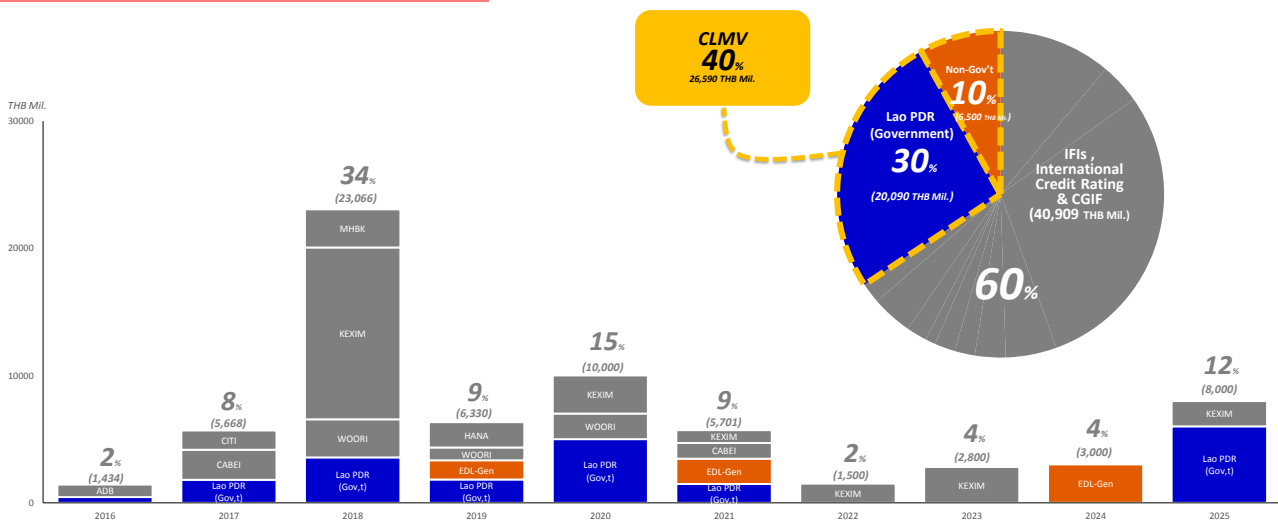 CLMV
40%
26,590 THB Mil.
Non-Gov't
10%
(6,500 THB Mil.)
Lao PDR
(Government)
30%
(20,090 THB Mil.)
IFIs ,
International
Credit Rating
& CGIF
(40,909 THB Mil.)
60%
THB Mil.
30000
20000
10000
0
2%
(1,434)
ADB
8%
(5,668)
CITI
CABEI
Lao PDR
(Gov,t)
34%
(23,066)
MHBK
KEXIM
WOORI
Lao PDR
(Gov,t)
9%
(6,330)
HANA
WOORI
EDL-Gen
Lao PDR
(Gov,t)
15%
(10,000)
KEXIM
WOORI
Lao PDR
(Gov,t)
9%
(5,701)
KEXIM
CABEI
EDL-Gen
Lao PDR
(Gov,t)
2%
(1,500)
KEXIM
4%
(2,800)
KEXIM
4%
(3,000)
EDL-Gen
12%
(8,000)
KEXIM
Lao PDR
(Gov,t)
2016 2017 2018 2019 2020 2021 2022 2023 2024 2025